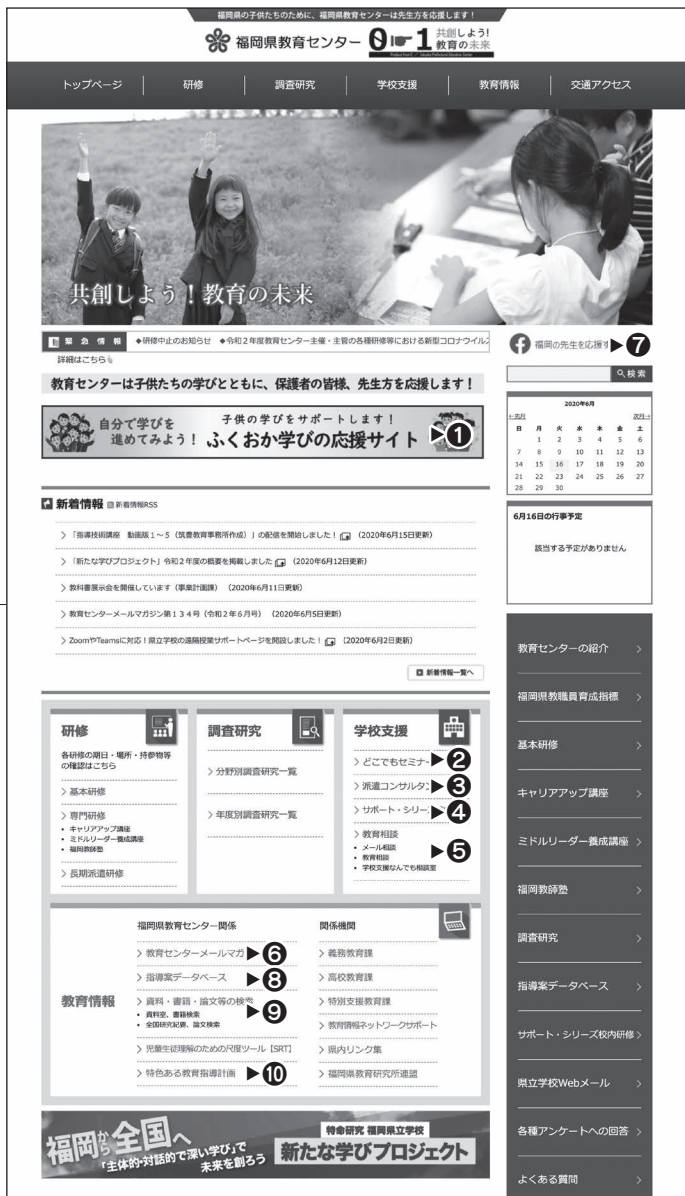 福岡県の子供たちのために、福岡県教育センターは先生方を応援します！
福岡県教育センター 0 1 共創しよう！
教育の未来
トップページ 研修 調査研究 学校支援 教育情報 交通アクセス
共創しよう！教育の未来
緊急情報 ◆研修中止のお知らせ ◆令和２年度教育センター主催・主管の各種研修等における新型コロナウイルス
詳細はこちら
福岡の先生を応援す ▶❼
検索
教育センターは子供たちの学びとともに、保護者の皆様、先生方を応援します！
自分で学びを
進めてみよう！
子供の学びをサポートします！
ふくおか学びの応援サイト ▶❶
2020年6月
←先月 次月→
日 月 火 水 木 金 土
1 2 3 4 5 6
7 8 9 10 11 12 13
14 15 16 17 18 19 20
21 22 23 24 25 26 27
28 29 30
6月16日の行事予定
該当する予定がありません
新着情報 新着情報RSS
＞「指導技術講座 動画版１～５（筑豊教育事務所作成）」の配信を開始しました！ （2020年6月15日更新）
＞「新たな学びプロジェクト」令和２年度の概要を掲載しました （2020年6月12日更新）
＞教科書展示会を開催しています（事業計画課） （2020年6月11日更新）
＞教育センターメールマガジン第１３４号（令和２年６月号） （2020年6月5日更新）
＞ZoomやTeamsに対応！県立学校の遠隔授業サポートページを開設しました！ （2020年6月2日更新）
新着情報一覧へ
研修
各研修の期日・場所・持参物等
の確認はこちら
＞基本研修
＞専門研修
• キャリアアップ講座
• ミドルリーダー養成講座
• 福岡教師塾
＞長期派遣研修
調査研究
＞分野別調査研究一覧
＞年度別調査研究一覧
学校支援
＞どこでもセミナー ▶❷
＞派遣コンサルタン ▶❸
＞サポート・シリー ▶❹
＞教育相談
• メール相談 ▶❺
• 教育相談
• 学校支援なんでも相談室
教育情報
福岡県教育センター関係
＞教育センターメールマガ ▶❻
＞指導案データベース ▶❽
＞資料・書籍・論文等の検索 ▶❾
• 資料室、書籍検索
• 全国研究紀要、論文検索
＞児童生徒理解のための尺度ツール【SRT】
＞特色ある教育指導計画 ▶❿
関係機関
＞義務教育課
＞高校教育課
＞特別支援教育課
＞教育情報ネットワークサポート
＞県内リンク集
＞福岡県教育研究所連盟
教育センターの紹介 ＞
福岡県教職員育成指標 ＞
基本研修 ＞
キャリアアップ講座 ＞
ミドルリーダー養成講座 ＞
福岡教師塾 ＞
調査研究 ＞
指導案データベース ＞
サポート・シリーズ校内研修 ＞
県立学校Webメール ＞
各種アンケートへの回答 ＞
よくある質問 ＞
福岡から全国へ
「主体的・対話的で深い学び」で
未来を創ろう
特命研究 福岡県立学校
新たな学びプロジェクト